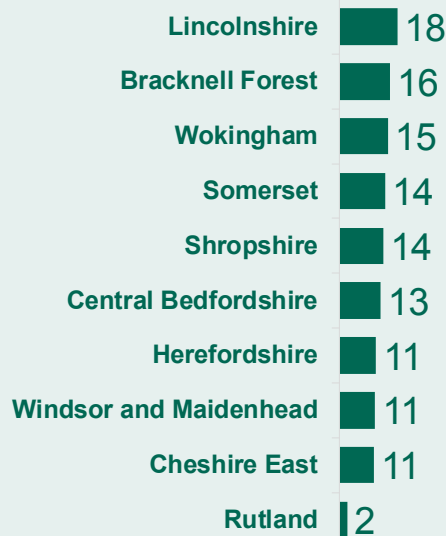 Lincolnshire 18
Bracknell Forest 16
Wokingham 15
Somerset 14
Shropshire 14
Central Bedfordshire 13
Herefordshire 11
Windsor and Maidenhead 11
Cheshire East 11
Rutland 2